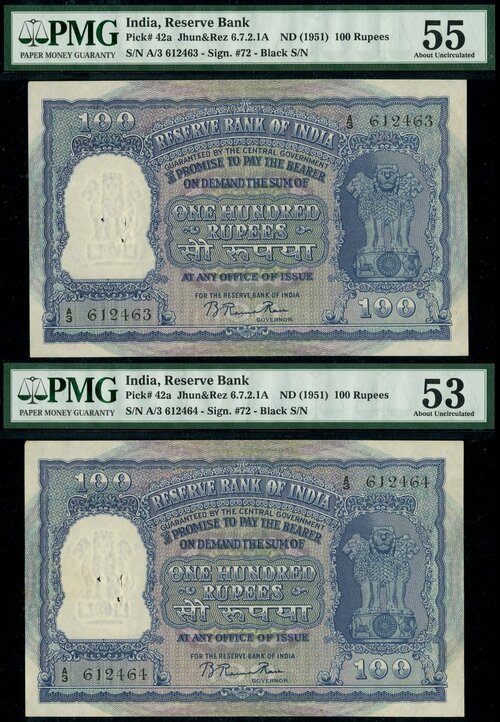 PMG
PAPER MONEY GUARANTY
India, Reserve Bank
Pick# 42a Jhun&Rez 6.7.2.1A ND (1951) 100 Rupees
S/N A/3 612463 - Sign. #72 - Black S/N
55
About Uncirculated
100
RESERVE BANK OF INDIA
A/3 612463
GUARANTEED BY THE CENTRAL GOVERNMENT
I PROMISE TO PAY THE BEARER
ON DEMAND THE SUM OF
ONE HUNDRED
RUPEES
सौ रुपया
AT ANY OFFICE OF ISSUE
FOR THE RESERVE BANK OF INDIA
B Rama Rau
GOVERNOR
A/3 612463
100
PMG
PAPER MONEY GUARANTY
India, Reserve Bank
Pick# 42a Jhun&Rez 6.7.2.1A ND (1951) 100 Rupees
S/N A/3 612464 - Sign. #72 - Black S/N
53
About Uncirculated
100
RESERVE BANK OF INDIA
A/3 612464
GUARANTEED BY THE CENTRAL GOVERNMENT
I PROMISE TO PAY THE BEARER
ON DEMAND THE SUM OF
ONE HUNDRED
RUPEES
सौ रुपया
AT ANY OFFICE OF ISSUE
FOR THE RESERVE BANK OF INDIA
B Rama Rau
GOVERNOR
A/3 612464
100